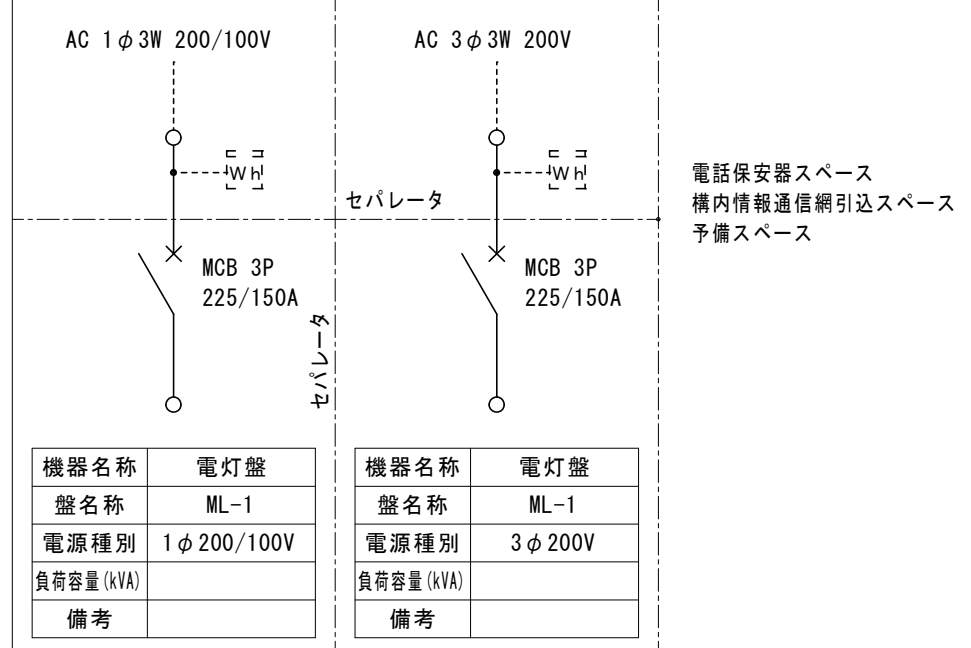 AC 1φ3W 200/100V
AC 3φ3W 200V
Wh
Wh
電話保安器スペース
構内情報通信網引込スペース
予備スペース
セパレータ
MCB 3P
225/150A
MCB 3P
225/150A
セパレータ
機器名称 電灯盤
盤名称 ML-1
電源種別 1φ200/100V
負荷容量(kVA)
備考
機器名称 電灯盤
盤名称 ML-1
電源種別 3φ200V
負荷容量(kVA)
備考